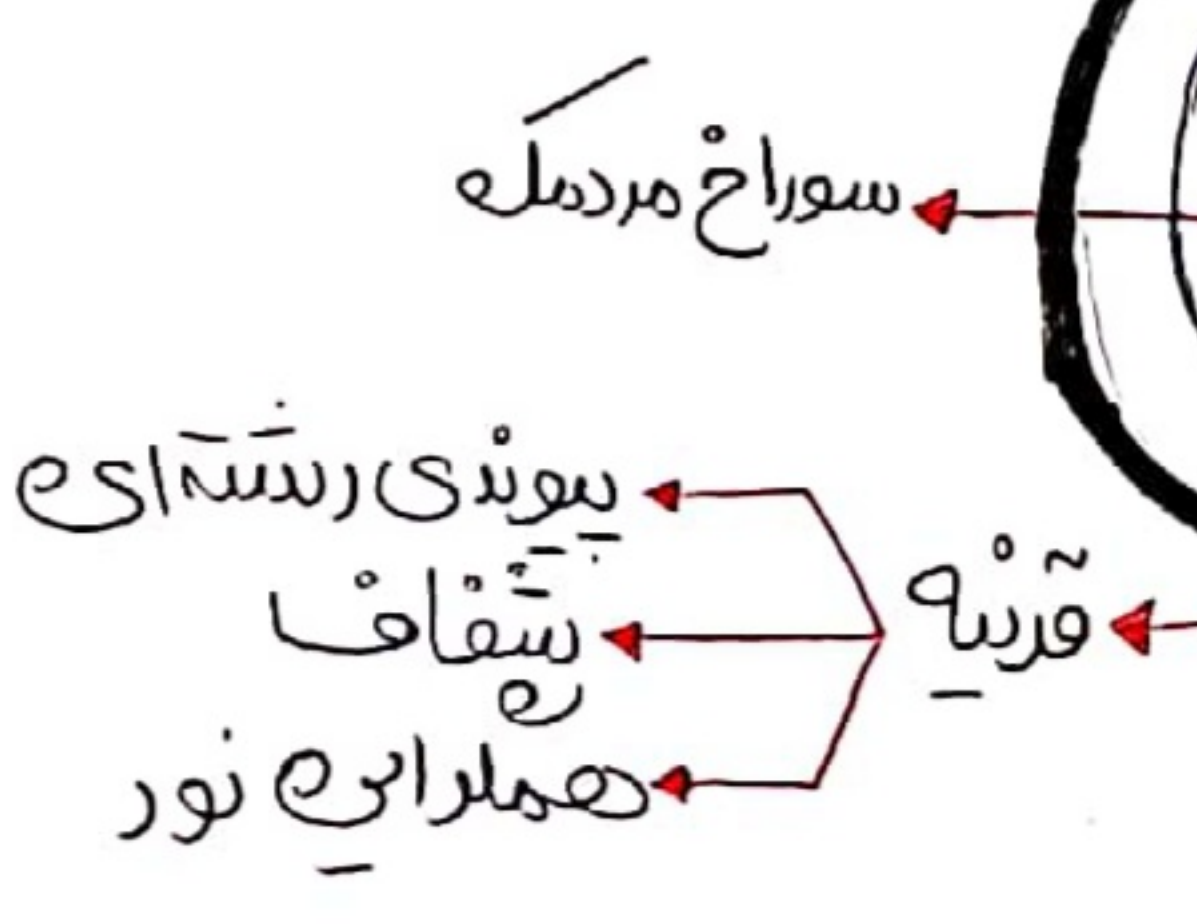 سوراخ مردمک
پیوندی رشته‌ای
قرنیه
شفاف
همگرایی نور